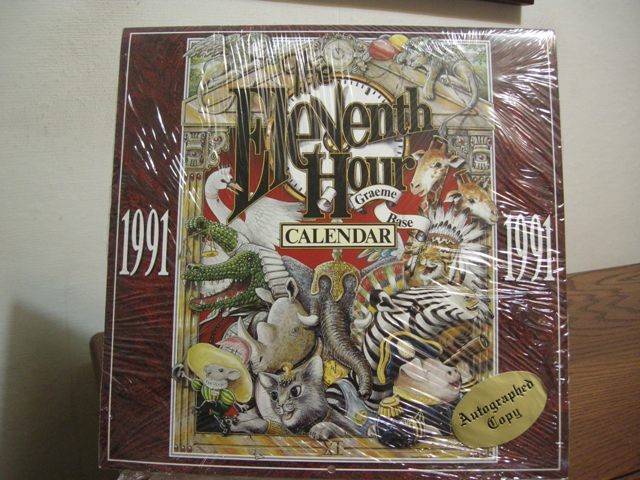 The
Eleventh
Hour
Graeme
Base
CALENDAR
1991
1991
Autographed
Copy
XI